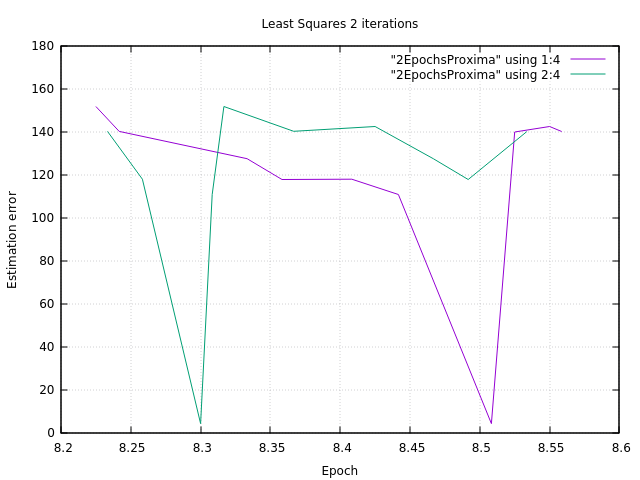 Least Squares 2 iterations
"2EpochsProxima" using 1:4
"2EpochsProxima" using 2:4
180
160
140
120
100
80
60
40
20
0
Estimation error
8.2 8.25 8.3 8.35 8.4 8.45 8.5 8.55 8.6
Epoch